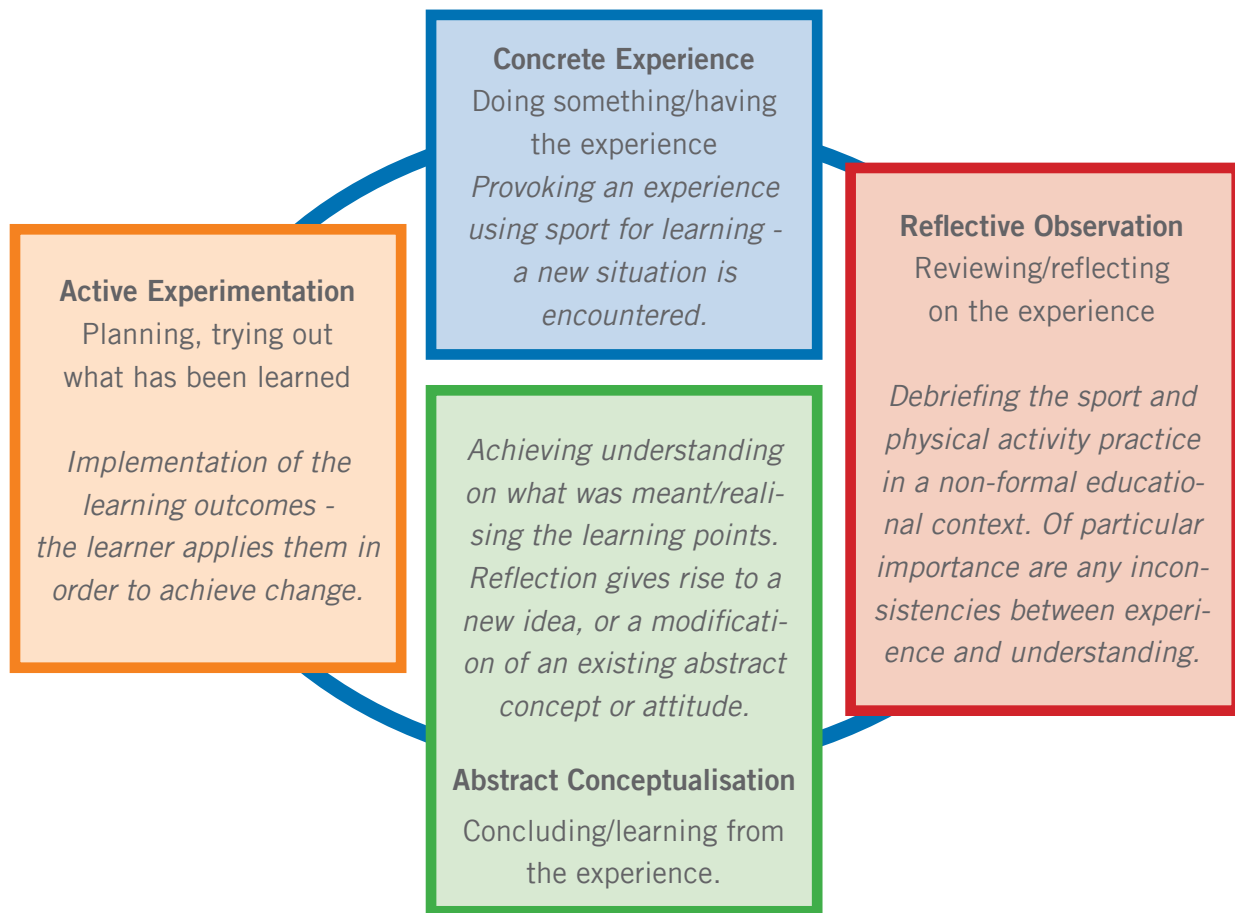 Concrete Experience
Doing something/having
the experience
Provoking an experience
using sport for learning -
a new situation is
encountered.
Reflective Observation
Reviewing/reflecting
on the experience
Debriefing the sport and
physical activity practice
in a non-formal educatio-
nal context. Of particular
importance are any incon-
sistencies between experi-
ence and understanding.
Achieving understanding
on what was meant/reali-
sing the learning points.
Reflection gives rise to a
new idea, or a modificati-
on of an existing abstract
concept or attitude.
Abstract Conceptualisation
Concluding/learning from
the experience.
Active Experimentation
Planning, trying out
what has been learned
Implementation of the
learning outcomes -
the learner applies them in
order to achieve change.